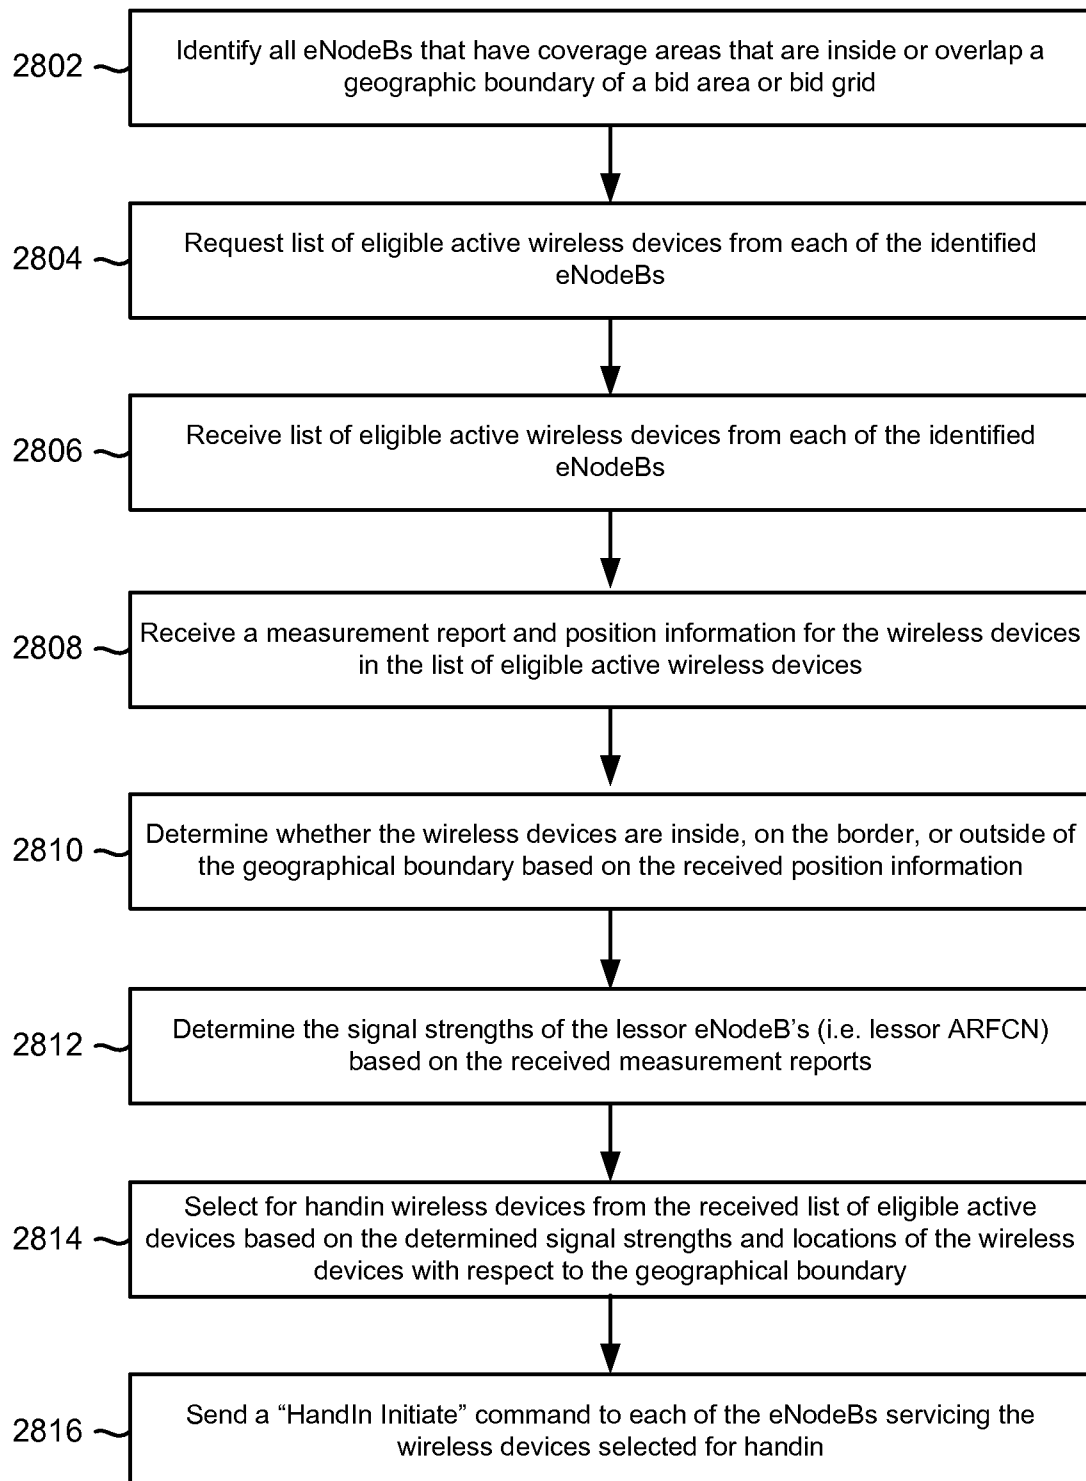 2802
Identify all eNodeBs that have coverage areas that are inside or overlap a
geographic boundary of a bid area or bid grid
2804
Request list of eligible active wireless devices from each of the identified
eNodeBs
2806
Receive list of eligible active wireless devices from each of the identified
eNodeBs
2808
Receive a measurement report and position information for the wireless devices
in the list of eligible active wireless devices
2810
Determine whether the wireless devices are inside, on the border, or outside of
the geographical boundary based on the received position information
2812
Determine the signal strengths of the lessor eNodeB’s (i.e. lessor ARFCN)
based on the received measurement reports
2814
Select for handin wireless devices from the received list of eligible active
devices based on the determined signal strengths and locations of the wireless
devices with respect to the geographical boundary
2816
Send a “HandIn Initiate” command to each of the eNodeBs servicing the
wireless devices selected for handin